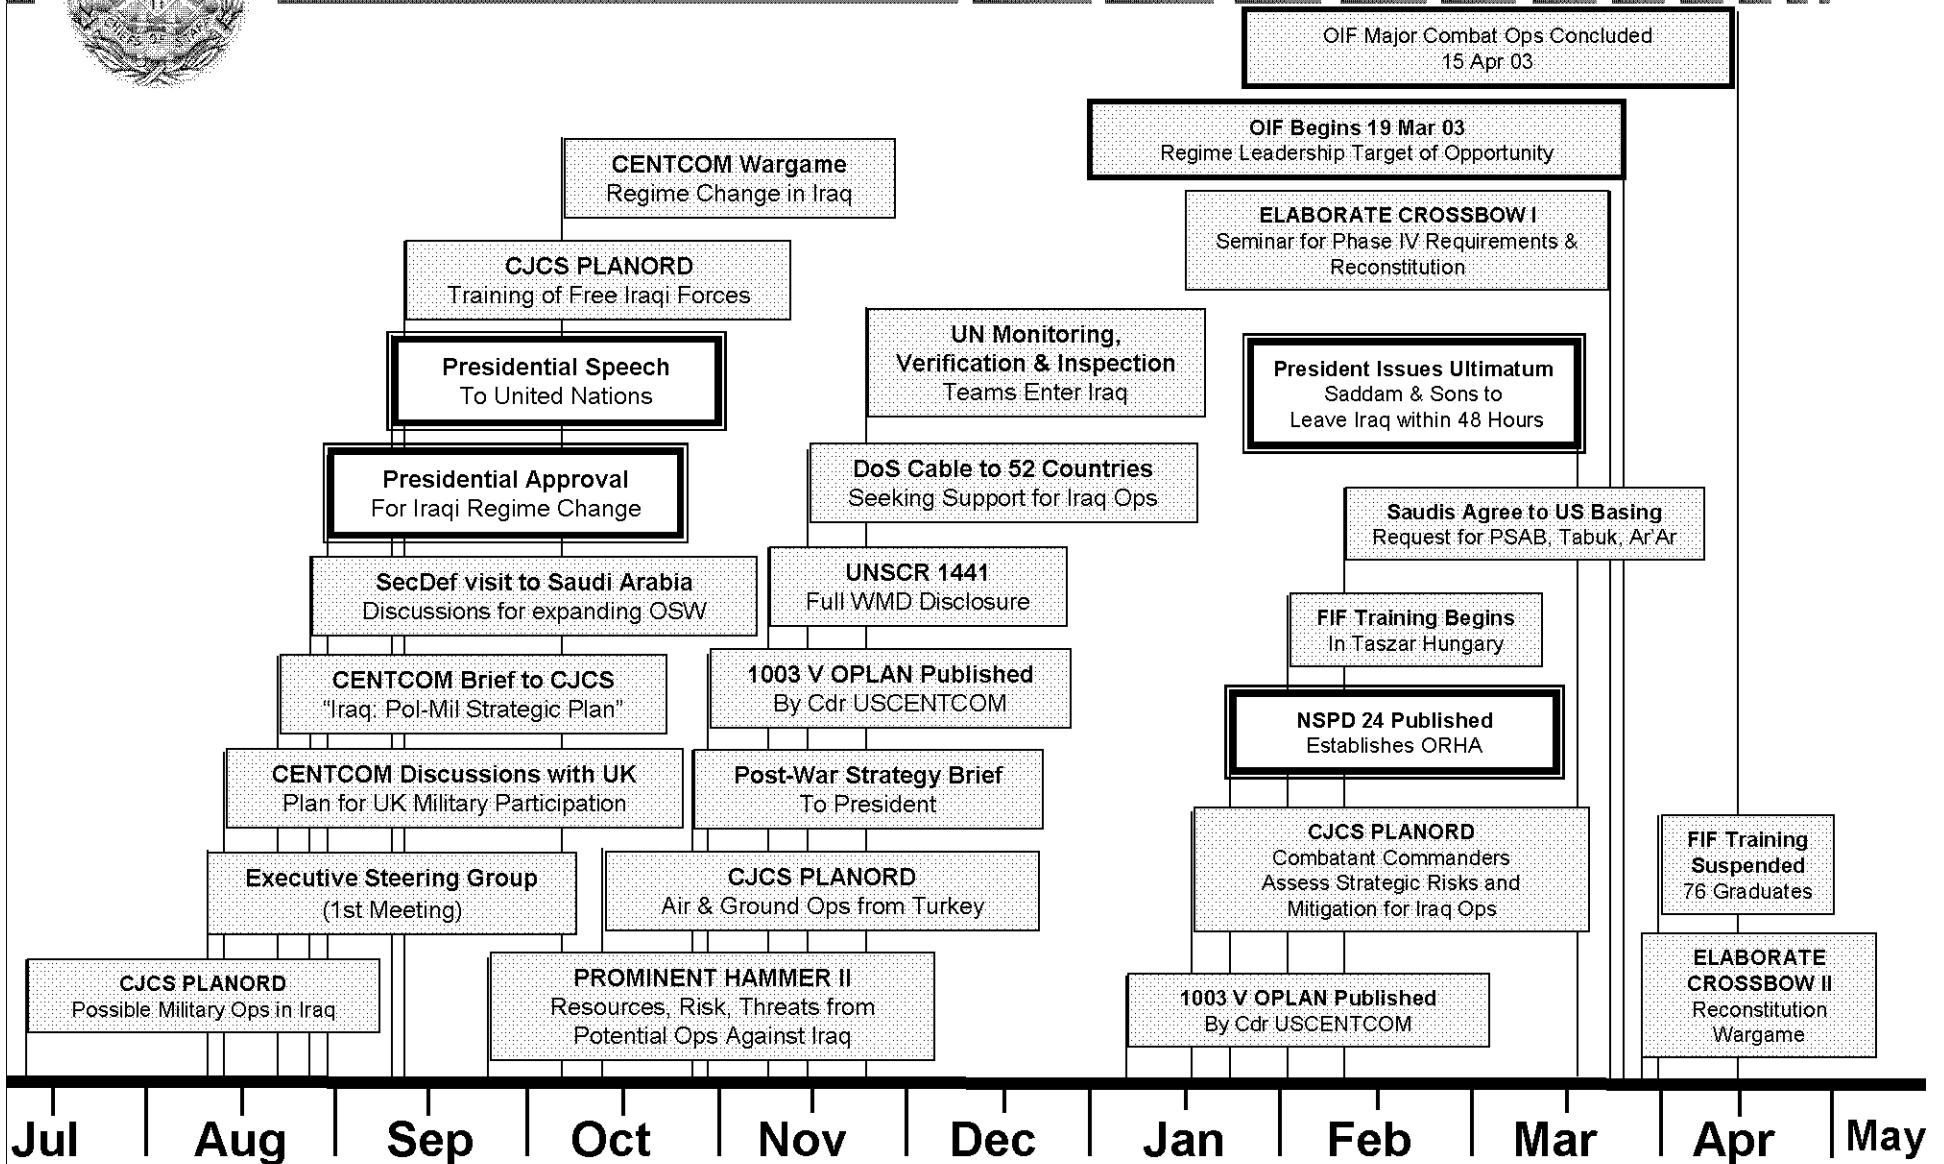 OIF Major Combat Ops Concluded
15 Apr 03
OIF Begins 19 Mar 03
Regime Leadership Target of Opportunity
CENTCOM Wargame
Regime Change in Iraq
ELABORATE CROSSBOW I
Seminar for Phase IV Requirements &
Reconstitution
CJCS PLANORD
Training of Free Iraqi Forces
UN Monitoring,
Verification & Inspection
Teams Enter Iraq
Presidential Speech
To United Nations
President Issues Ultimatum
Saddam & Sons to
Leave Iraq within 48 Hours
Presidential Approval
For Iraqi Regime Change
DoS Cable to 52 Countries
Seeking Support for Iraq Ops
Saudis Agree to US Basing
Request for PSAB, Tabuk, Ar'Ar
SecDef visit to Saudi Arabia
Discussions for expanding OSW
UNSCR 1441
Full WMD Disclosure
FIF Training Begins
In Taszar Hungary
CENTCOM Brief to CJCS
“Iraq. Pol-Mil Strategic Plan”
1003 V OPLAN Published
By Cdr USCENTCOM
NSPD 24 Published
Establishes ORHA
CENTCOM Discussions with UK
Plan for UK Military Participation
Post-War Strategy Brief
To President
CJCS PLANORD
Combatant Commanders
Assess Strategic Risks and
Mitigation for Iraq Ops
FIF Training
Suspended
76 Graduates
Executive Steering Group
(1st Meeting)
CJCS PLANORD
Air & Ground Ops from Turkey
CJCS PLANORD
Possible Military Ops in Iraq
PROMINENT HAMMER II
Resources, Risk, Threats from
Potential Ops Against Iraq
1003 V OPLAN Published
By Cdr USCENTCOM
ELABORATE
CROSSBOW II
Reconstitution
Wargame
Jul Aug Sep Oct Nov Dec Jan Feb Mar Apr May